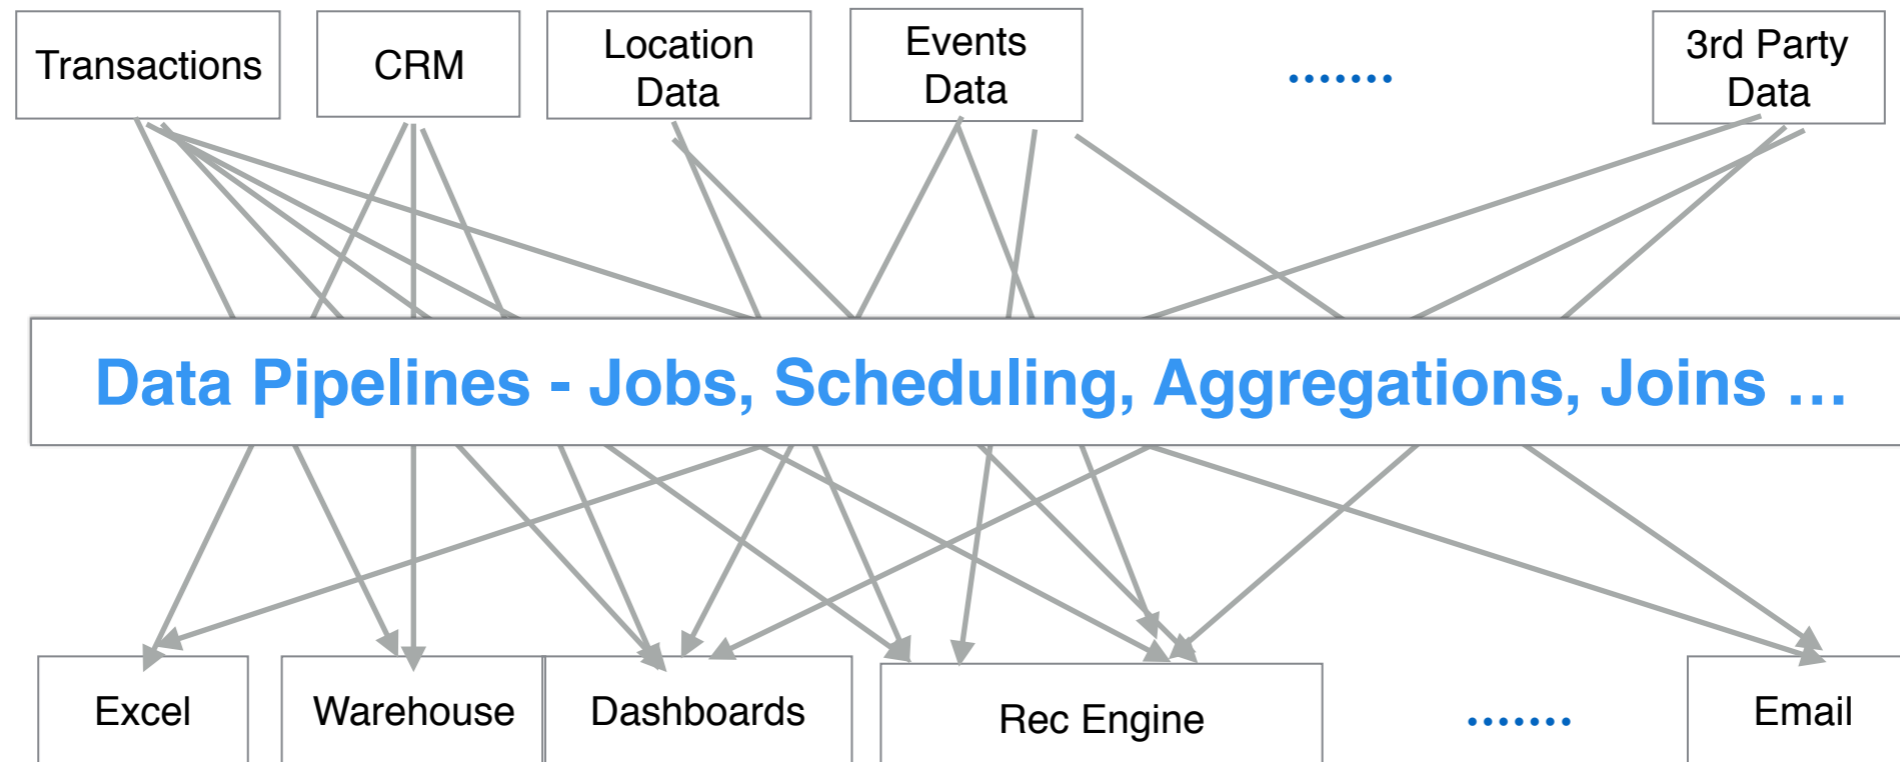 Transactions
CRM
Location
Data
Events
Data
.......
3rd Party
Data
Data Pipelines - Jobs, Scheduling, Aggregations, Joins …
Excel
Warehouse
Dashboards
Rec Engine
.......
Email